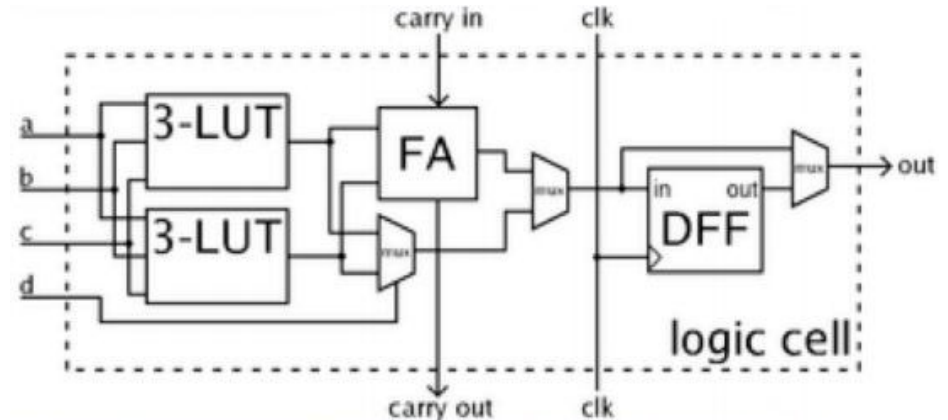 carry in
clk
a
3-LUT
FA
mux
mux
out
b
in
out
DFF
c
3-LUT
mux
d
logic cell
carry out
clk